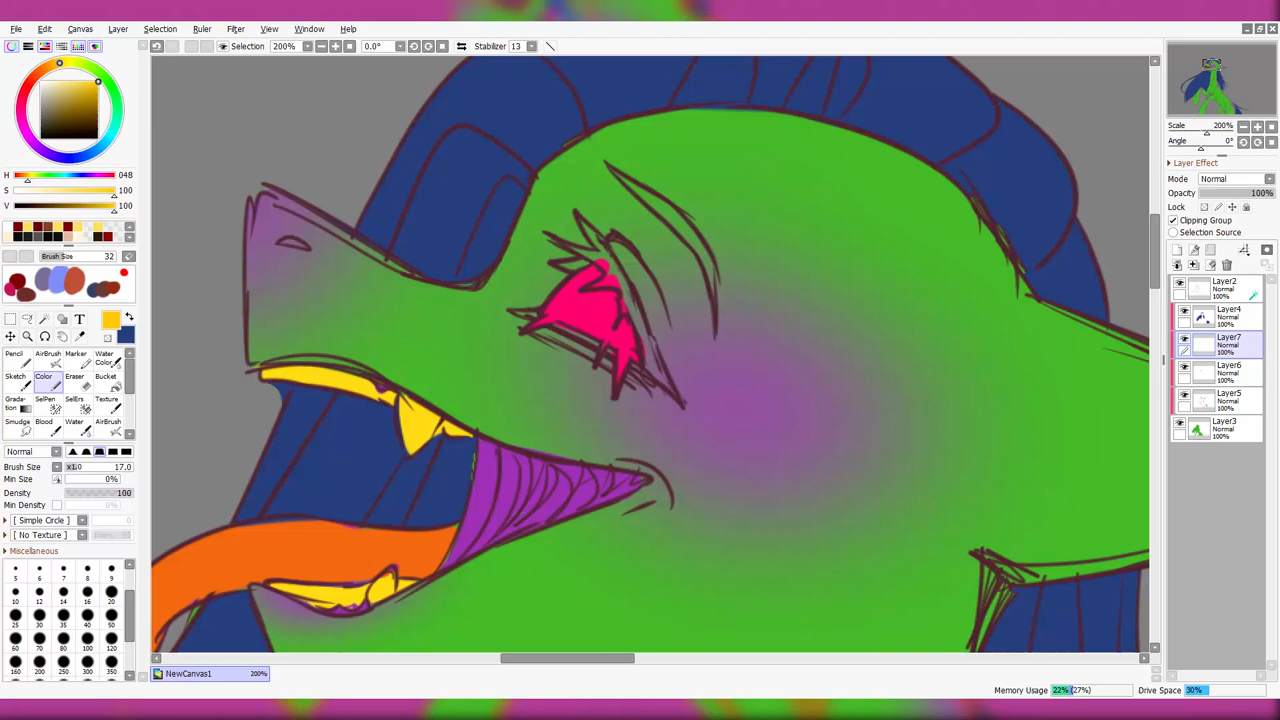 File Edit Canvas Layer Selection Ruler Filter View Window Help
Selection 200% 0.0° Stabilizer 13
H 048
S 100
V 100
Brush Size 32
Pencil AirBrush Marker Water Color
Sketch Color Eraser Bucket
Grada-tion SelPen SelErs Texture
Smudge Blood Water AirBrush
Normal
Brush Size x1.0 17.0
Min Size 0%
Density 100
Min Density
[ Simple Circle ]
[ No Texture ]
Miscellaneous
5 6 7 8 9
10 12 14 16 20
25 30 35 40 50
60 70 80 100 120
160 200 250 300 350
NewCanvas1 200%
Scale 200%
Angle 0°
Layer Effect
Mode Normal
Opacity 100%
Lock
Clipping Group
Selection Source
Layer2
Normal
100%
Layer4
Normal
100%
Layer7
Normal
100%
Layer6
Normal
100%
Layer5
Normal
100%
Layer3
Normal
100%
Memory Usage 22% (27%) Drive Space 30%